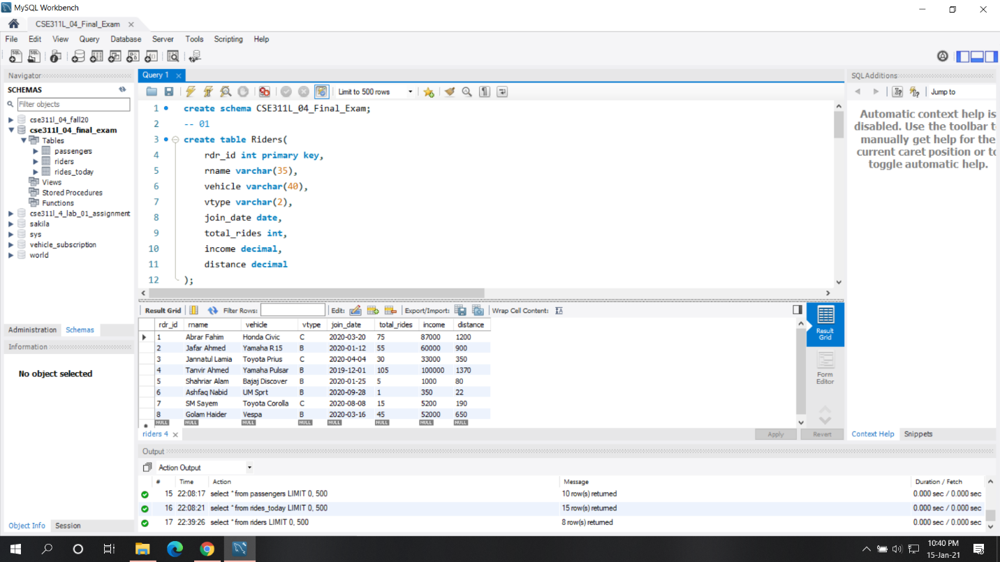 MySQL Workbench
CSE311L_04_Final_Exam
File Edit View Query Database Server Tools Scripting Help
Navigator
SCHEMAS
Filter objects
cse311l_04_fall20
cse311l_04_final_exam
Tables
passengers
riders
rides_today
Views
Stored Procedures
Functions
cse311l_4_lab_01_assignment
sakila
sys
vehicle_subscription
world
Administration Schemas
Information
No object selected
Object Info Session
Query 1
Limit to 500 rows
1 create schema CSE311L_04_Final_Exam;
2 -- 01
3 create table Riders(
4 rdr_id int primary key,
5 rname varchar(35),
6 vehicle varchar(40),
7 vtype varchar(2),
8 join_date date,
9 total_rides int,
10 income decimal,
11 distance decimal
12 );
Result Grid Filter Rows: Edit: Export/Import: Wrap Cell Content:
rdr_id rname vehicle vtype join_date total_rides income distance
1 Abrar Fahim Honda Civic C 2020-03-20 75 87000 1200
2 Jafar Ahmed Yamaha R15 B 2020-01-12 55 60000 900
3 Jannatul Lamia Toyota Prius C 2020-04-04 30 33000 350
4 Tanvir Ahmed Yamaha Pulsar B 2019-12-01 105 100000 1370
5 Shahriar Alam Bajaj Discover B 2020-01-25 5 1000 80
6 Ashfaq Nabid UM Sprt B 2020-09-28 1 350 22
7 SM Sayem Toyota Corolla C 2020-08-08 15 5200 190
8 Golam Haider Vespa B 2020-03-16 45 52000 650
NULL NULL NULL NULL NULL NULL NULL NULL
Result
Grid
Form
Editor
riders 4
Apply Revert
SQLAdditions
Jump to
Automatic context help is
disabled. Use the toolbar t
manually get help for the
current caret position or to
toggle automatic help.
Context Help Snippets
Output
Action Output
# Time Action Message Duration / Fetch
15 22:08:17 select * from passengers LIMIT 0, 500 10 row(s) returned 0.000 sec / 0.000 sec
16 22:08:21 select * from rides_today LIMIT 0, 500 15 row(s) returned 0.000 sec / 0.000 sec
17 22:39:26 select * from riders LIMIT 0, 500 8 row(s) returned 0.000 sec / 0.000 sec
10:40 PM
15-Jan-21